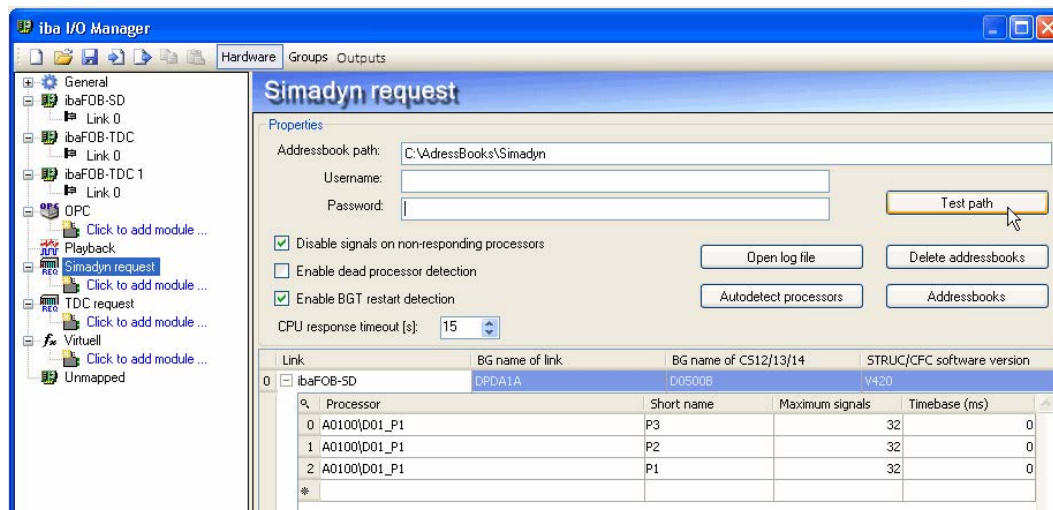 iba I/O Manager
Hardware Groups Outputs
General
ibaFOB-SD
Link 0
ibaFOB-TDC
Link 0
ibaFOB-TDC 1
Link 0
OPC
Click to add module ...
Playback
Simadyn request
Click to add module ...
TDC request
Click to add module ...
Virtuell
Click to add module ...
Unmapped
Simadyn request
Properties
Addressbook path: C:\AdressBooks\Simadyn
Username:
Password:
Test path
Disable signals on non-responding processors
Open log file Delete addressbooks
Enable dead processor detection
Enable BGT restart detection
Autodetect processors Addressbooks
CPU response timeout [s]: 15
Link BG name of link BG name of CS12/13/14 STRUC/CFC software version
0 ibaFOB-SD DPDA1A D0500B V420
Processor Short name Maximum signals Timebase (ms)
0 A0100\D01_P1 P3 32 0
1 A0100\D01_P1 P2 32 0
2 A0100\D01_P1 P1 32 0